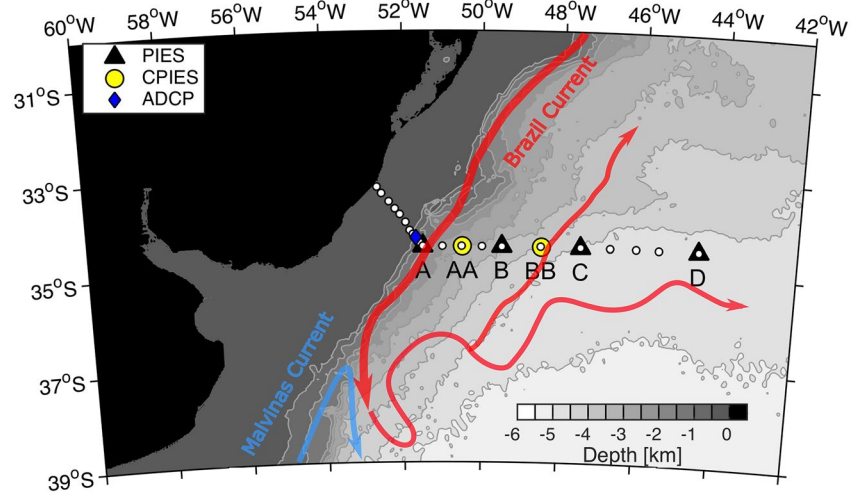 60°W 58°W 56°W 54°W 52°W 50°W 48°W 46°W 44°W 42°W
PIES
CPIES
ADCP
31°S
33°S
35°S
37°S
39°S
Brazil Current
A AA B BB C D
Malvinas Current
-6 -5 -4 -3 -2 -1 0
Depth [km]